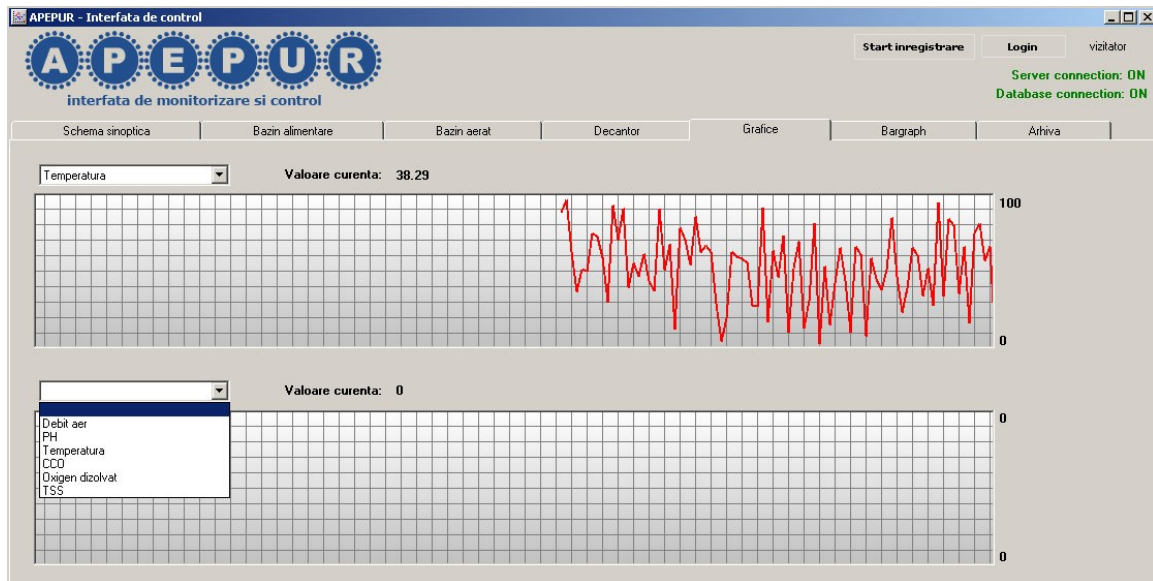 APEPUR - Interfata de control
APEPUR
interfata de monitorizare si control
Start inregistrare
Login
vizitator
Server connection: ON
Database connection: ON
Schema sinoptica
Bazin alimentare
Bazin aerat
Decantor
Grafice
Bargraph
Arhiva
Temperatura
Valoare curenta: 38.29
100
0
Valoare curenta: 0
Debit aer
PH
Temperatura
CCO
Oxigen dizolvat
TSS
0
0